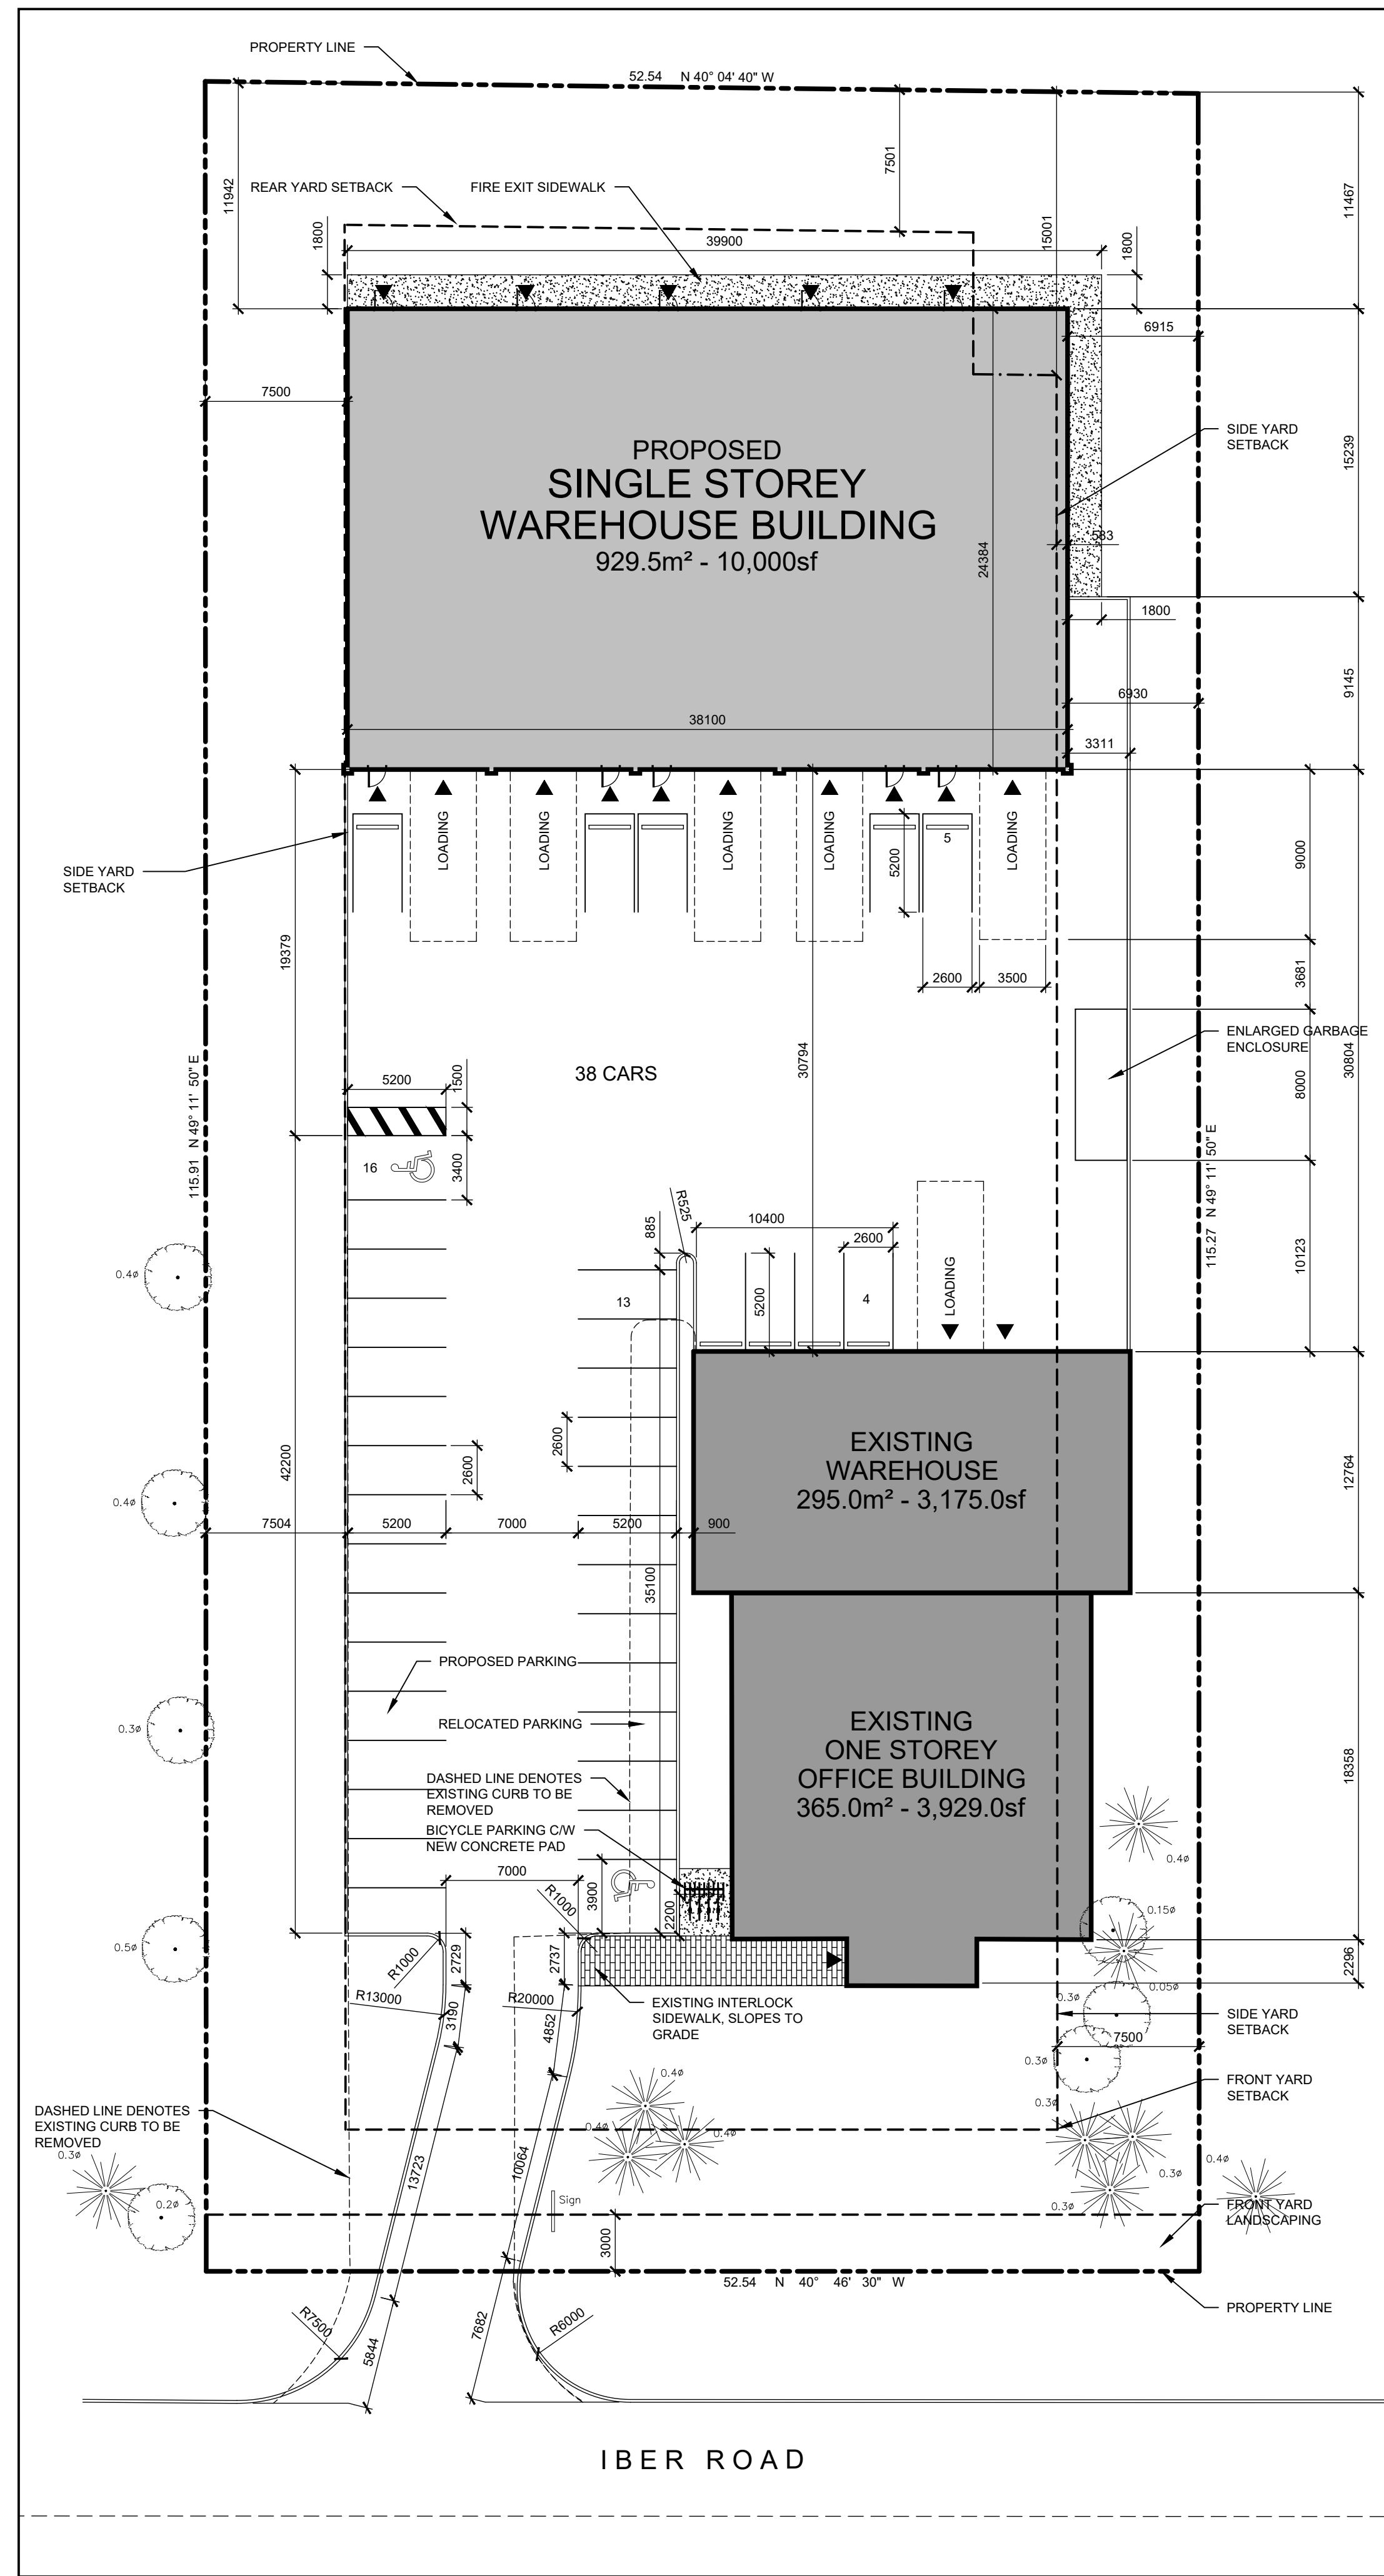 PROPERTY LINE
52.54 N 40° 04' 40" W
11942
7501
11467
REAR YARD SETBACK
FIRE EXIT SIDEWALK
1800
39900
15001
1800
6915
7500
SIDE YARD
SETBACK
15239
PROPOSED
SINGLE STOREY
WAREHOUSE BUILDING
929.5m² - 10,000sf
24384
583
1800
9145
6930
38100
3311
LOADING
LOADING
LOADING
LOADING
5
LOADING
5200
9000
SIDE YARD
SETBACK
19379
2600
3500
3681
ENLARGED GARBAGE
ENCLOSURE
30794
30804
8000
38 CARS
5200
1500
115.91 N 49° 11' 50" E
115.27 N 49° 11' 50" E
16
3400
R525
885
10400
2600
10123
0.4ø
13
5200
4
LOADING
EXISTING
WAREHOUSE
295.0m² - 3,175.0sf
12764
2600
2600
42200
0.4ø
7504
5200
7000
5200
900
35100
PROPOSED PARKING
RELOCATED PARKING
0.3ø
EXISTING
ONE STOREY
OFFICE BUILDING
365.0m² - 3,929.0sf
18358
DASHED LINE DENOTES
EXISTING CURB TO BE
REMOVED
BICYCLE PARKING C/W
NEW CONCRETE PAD
0.4ø
7000
R1000
3900
2200
0.15ø
0.5ø
R1000
2729
2737
2296
R13000
3190
R20000
4852
EXISTING INTERLOCK
SIDEWALK, SLOPES TO
GRADE
0.05ø
0.3ø
SIDE YARD
SETBACK
7500
0.3ø
0.4ø
FRONT YARD
SETBACK
0.3ø
DASHED LINE DENOTES
EXISTING CURB TO BE
REMOVED
0.4ø
0.4ø
0.3ø
13723
10064
0.3ø
0.4ø
0.2ø
Sign
0.3ø
FRONT YARD
LANDSCAPING
3000
52.54 N 40° 46' 30" W
PROPERTY LINE
R7500
5844
7682
R6000
IBER ROAD